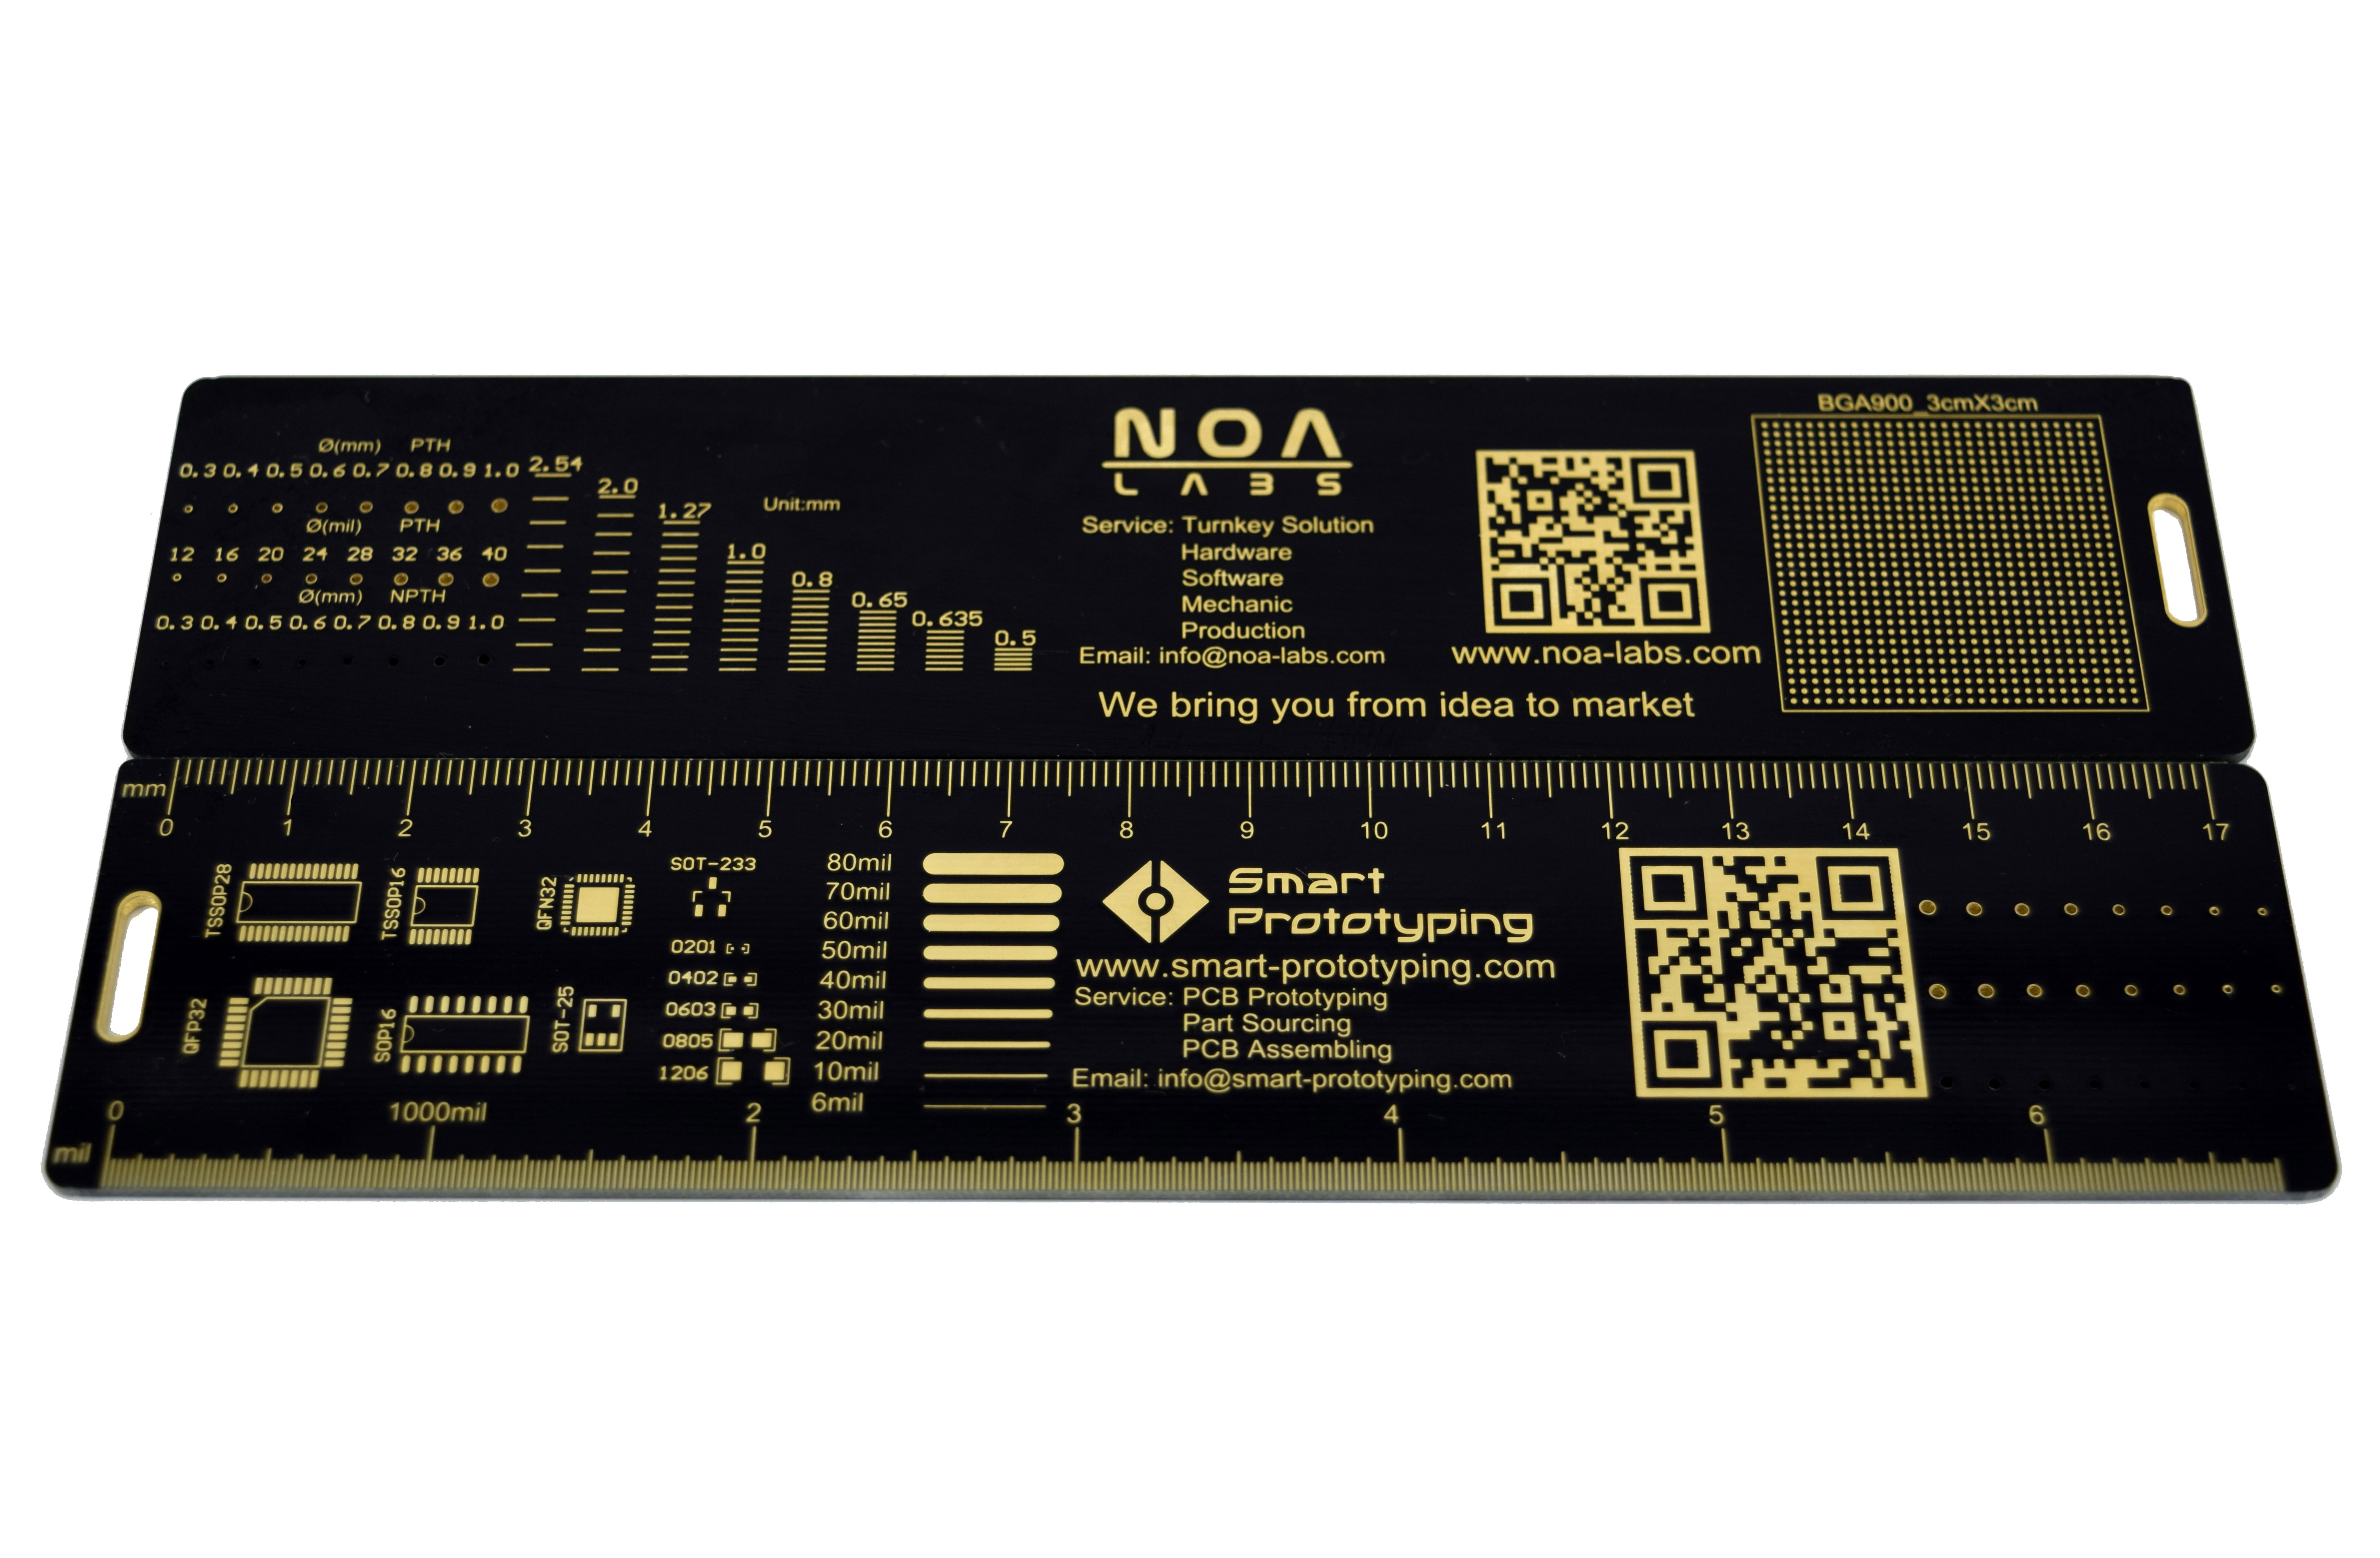 BGA900_3cmX3cm
NOA
LABS
Ø(mm) PTH
0.3 0.4 0.5 0.6 0.7 0.8 0.9 1.0
2.54
2.0
1.27
1.0
0.8
0.65
0.635
0.5
Unit:mm
Ø(mil) PTH
12 16 20 24 28 32 36 40
Ø(mm) NPTH
0.3 0.4 0.5 0.6 0.7 0.8 0.9 1.0
Service: Turnkey Solution
Hardware
Software
Mechanic
Production
Email: info@noa-labs.com
www.noa-labs.com
We bring you from idea to market
mm
0 1 2 3 4 5 6 7 8 9 10 11 12 13 14 15 16 17
TSSOP28
TSSOP16
QFN32
SOT-233
QFP32
SOP16
SOT-25
0201
0402
0603
0805
1206
80mil
70mil
60mil
50mil
40mil
30mil
20mil
10mil
6mil
Smart
Prototyping
www.smart-prototyping.com
Service: PCB Prototyping
Part Sourcing
PCB Assembling
Email: info@smart-prototyping.com
0 1000mil 2 3 4 5 6
mil